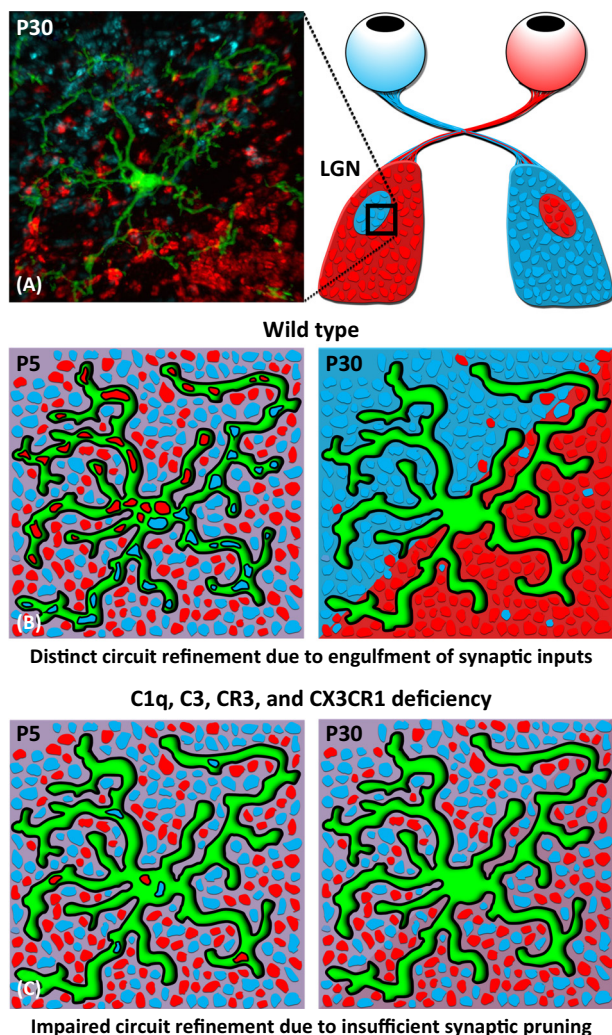 P30
LGN
(A)
Wild type
P5
P30
(B)
Distinct circuit refinement due to engulfment of synaptic inputs
C1q, C3, CR3, and CX3CR1 deficiency
P5
P30
(C)
Impaired circuit refinement due to insufficient synaptic pruning